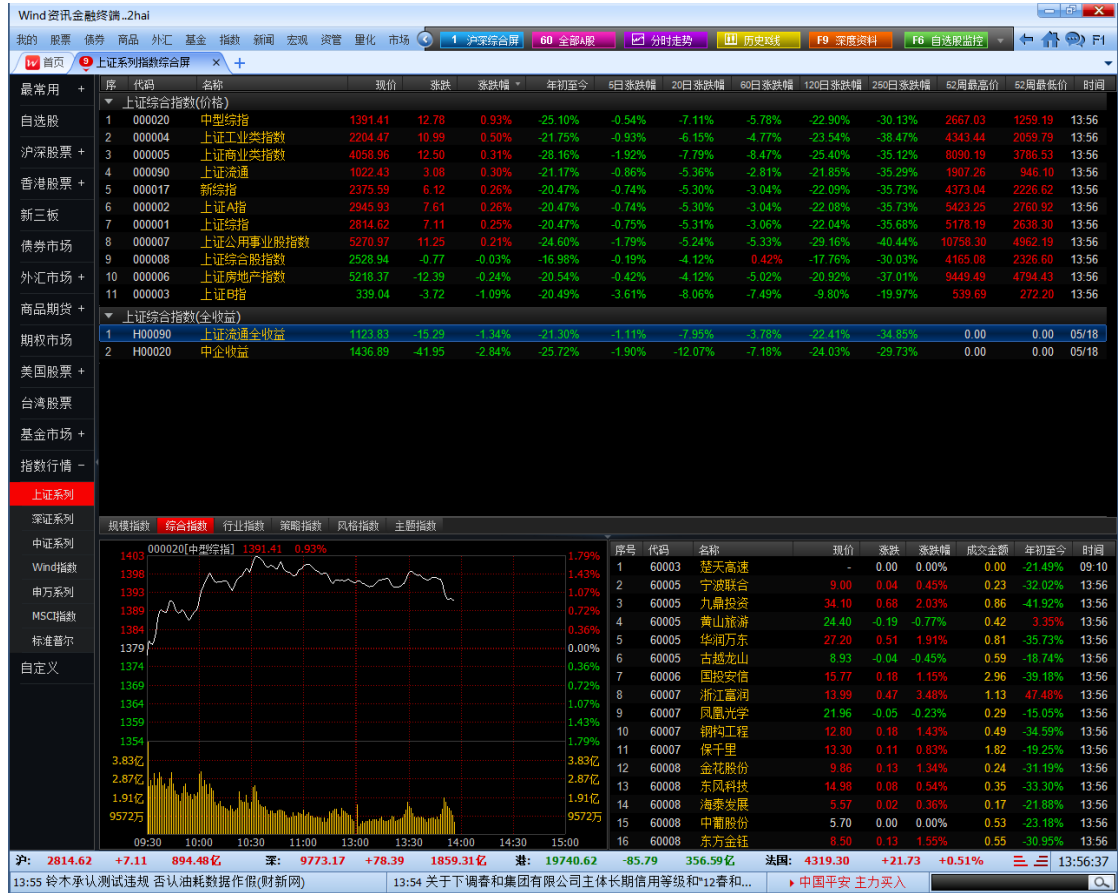 Wind资讯金融终端..2hai
我的 股票 债券 商品 外汇 基金 指数 新闻 宏观 资管 量化 市场 1 沪深综合屏 60 全部A股 分时走势 历史K线 F9 深度资料 F6 自选股监控 F1
首页 9 上证系列指数综合屏 × +
最常用 +
自选股
沪深股票 +
香港股票 +
新三板
债券市场
外汇市场 +
商品期货 +
期权市场
美国股票 +
台湾股票
基金市场 +
指数行情 -
上证系列
深证系列
中证系列
Wind指数
申万系列
MSCI指数
标准普尔
自定义
序 代码 名称 现价 涨跌 涨跌幅 年初至今 5日涨跌幅 20日涨跌幅 60日涨跌幅 120日涨跌幅 250日涨跌幅 52周最高价 52周最低价 时间
上证综合指数(价格)
1 000020 中型综指 1391.41 12.78 0.93% -25.10% -0.54% -7.11% -5.78% -22.90% -30.13% 2667.03 1259.19 13:56
2 000004 上证工业类指数 2204.47 10.99 0.50% -21.75% -0.93% -6.15% -4.77% -23.54% -38.47% 4343.44 2059.79 13:56
3 000005 上证商业类指数 4058.96 12.50 0.31% -28.16% -1.92% -7.79% -8.47% -25.40% -35.12% 8090.19 3786.53 13:56
4 000090 上证流通 1022.43 3.08 0.30% -21.17% -0.86% -5.36% -2.81% -21.85% -35.29% 1907.26 946.10 13:56
5 000017 新综指 2375.59 6.12 0.26% -20.47% -0.74% -5.30% -3.04% -22.09% -35.73% 4373.04 2226.62 13:56
6 000002 上证A指 2945.93 7.61 0.26% -20.47% -0.74% -5.30% -3.04% -22.08% -35.73% 5423.25 2760.92 13:56
7 000001 上证综指 2814.62 7.11 0.25% -20.47% -0.75% -5.31% -3.06% -22.04% -35.68% 5178.19 2638.30 13:56
8 000007 上证公用事业股指数 5270.97 11.25 0.21% -24.60% -1.79% -5.24% -5.33% -29.16% -40.44% 10758.30 4962.19 13:56
9 000008 上证综合股指数 2528.94 -0.77 -0.03% -16.98% -0.19% -4.12% 0.42% -17.76% -30.03% 4165.08 2326.60 13:56
10 000006 上证房地产指数 5218.37 -12.39 -0.24% -20.54% -0.42% -4.12% -5.02% -20.92% -37.01% 9449.49 4794.43 13:56
11 000003 上证B指 339.04 -3.72 -1.09% -20.49% -3.61% -8.06% -7.49% -9.80% -19.97% 539.69 272.20 13:56
上证综合指数(全收益)
1 H00090 上证流通全收益 1123.83 -15.29 -1.34% -21.30% -1.11% -7.95% -3.78% -22.41% -34.85% 0.00 0.00 05/18
2 H00020 中企收益 1436.89 -41.95 -2.84% -25.72% -1.90% -12.07% -7.18% -24.03% -29.73% 0.00 0.00 05/18
规模指数 综合指数 行业指数 策略指数 风格指数 主题指数
000020[中型综指] 1391.41 0.93%
1403 1.79%
1398 1.43%
1393 1.07%
1389 0.72%
1384 0.36%
1379 0.00%
1374 0.36%
1369 0.72%
1364 1.07%
1359 1.43%
1354 1.79%
3.83亿 3.83亿
2.87亿 2.87亿
1.91亿 1.91亿
9572万 9572万
09:30 10:00 10:30 11:00 13:00 13:30 14:00 14:30 15:00
序号 代码 名称 现价 涨跌 涨跌幅 成交金额 年初至今 时间
1 60003 楚天高速 - 0.00 0.00% 0.00 -21.49% 09:10
2 60005 宁波联合 9.00 0.04 0.45% 0.23 -32.02% 13:56
3 60005 九鼎投资 34.10 0.68 2.03% 0.86 -41.92% 13:56
4 60005 黄山旅游 24.40 -0.19 -0.77% 0.42 3.35% 13:56
5 60005 华润万东 27.20 0.51 1.91% 0.81 -35.73% 13:56
6 60005 古越龙山 8.93 -0.04 -0.45% 0.59 -18.74% 13:56
7 60006 国投安信 15.77 0.18 1.15% 2.96 -39.18% 13:56
8 60007 浙江富润 13.99 0.47 3.48% 1.13 47.48% 13:56
9 60007 凤凰光学 21.96 -0.05 -0.23% 0.29 -15.05% 13:56
10 60007 钢构工程 12.80 0.18 1.43% 0.49 -34.59% 13:56
11 60007 保千里 13.30 0.11 0.83% 1.82 -19.25% 13:56
12 60008 金花股份 9.86 0.13 1.34% 0.24 -31.19% 13:56
13 60008 东风科技 14.98 0.08 0.54% 0.35 -33.30% 13:56
14 60008 海泰发展 5.57 0.02 0.36% 0.17 -21.88% 13:56
15 60008 中葡股份 5.70 0.00 0.00% 0.53 -23.18% 13:56
16 60008 东方金钰 8.50 0.13 1.55% 0.55 -30.95% 13:56
沪: 2814.62 +7.11 894.48亿 深: 9773.17 +78.39 1859.31亿 港: 19740.62 -85.79 356.59亿 法国: 4319.30 +21.73 +0.51% 13:56:37
13:55 铃木承认测试违规 否认油耗数据作假(财新网) 13:54 关于下调春和集团有限公司主体长期信用等级和"12春和... 中国平安 主力买入